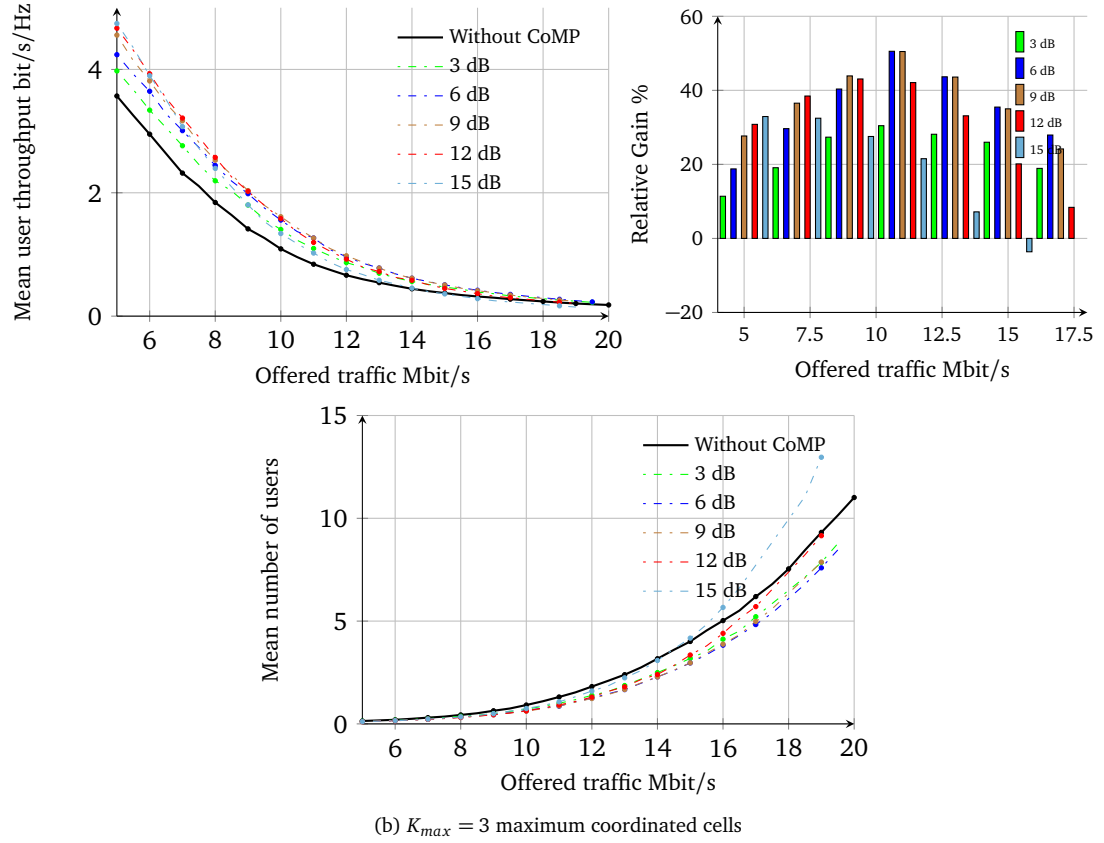 Mean user throughput bit/s/Hz
4
2
0
6 8 10 12 14 16 18 20
Offered traffic Mbit/s
Without CoMP
3 dB
6 dB
9 dB
12 dB
15 dB
Relative Gain %
60
40
20
0
−20
5 7.5 10 12.5 15 17.5
Offered traffic Mbit/s
3 dB
6 dB
9 dB
12 dB
15 dB
Mean number of users
15
10
5
0
6 8 10 12 14 16 18 20
Offered traffic Mbit/s
Without CoMP
3 dB
6 dB
9 dB
12 dB
15 dB
(b) K_max = 3 maximum coordinated cells